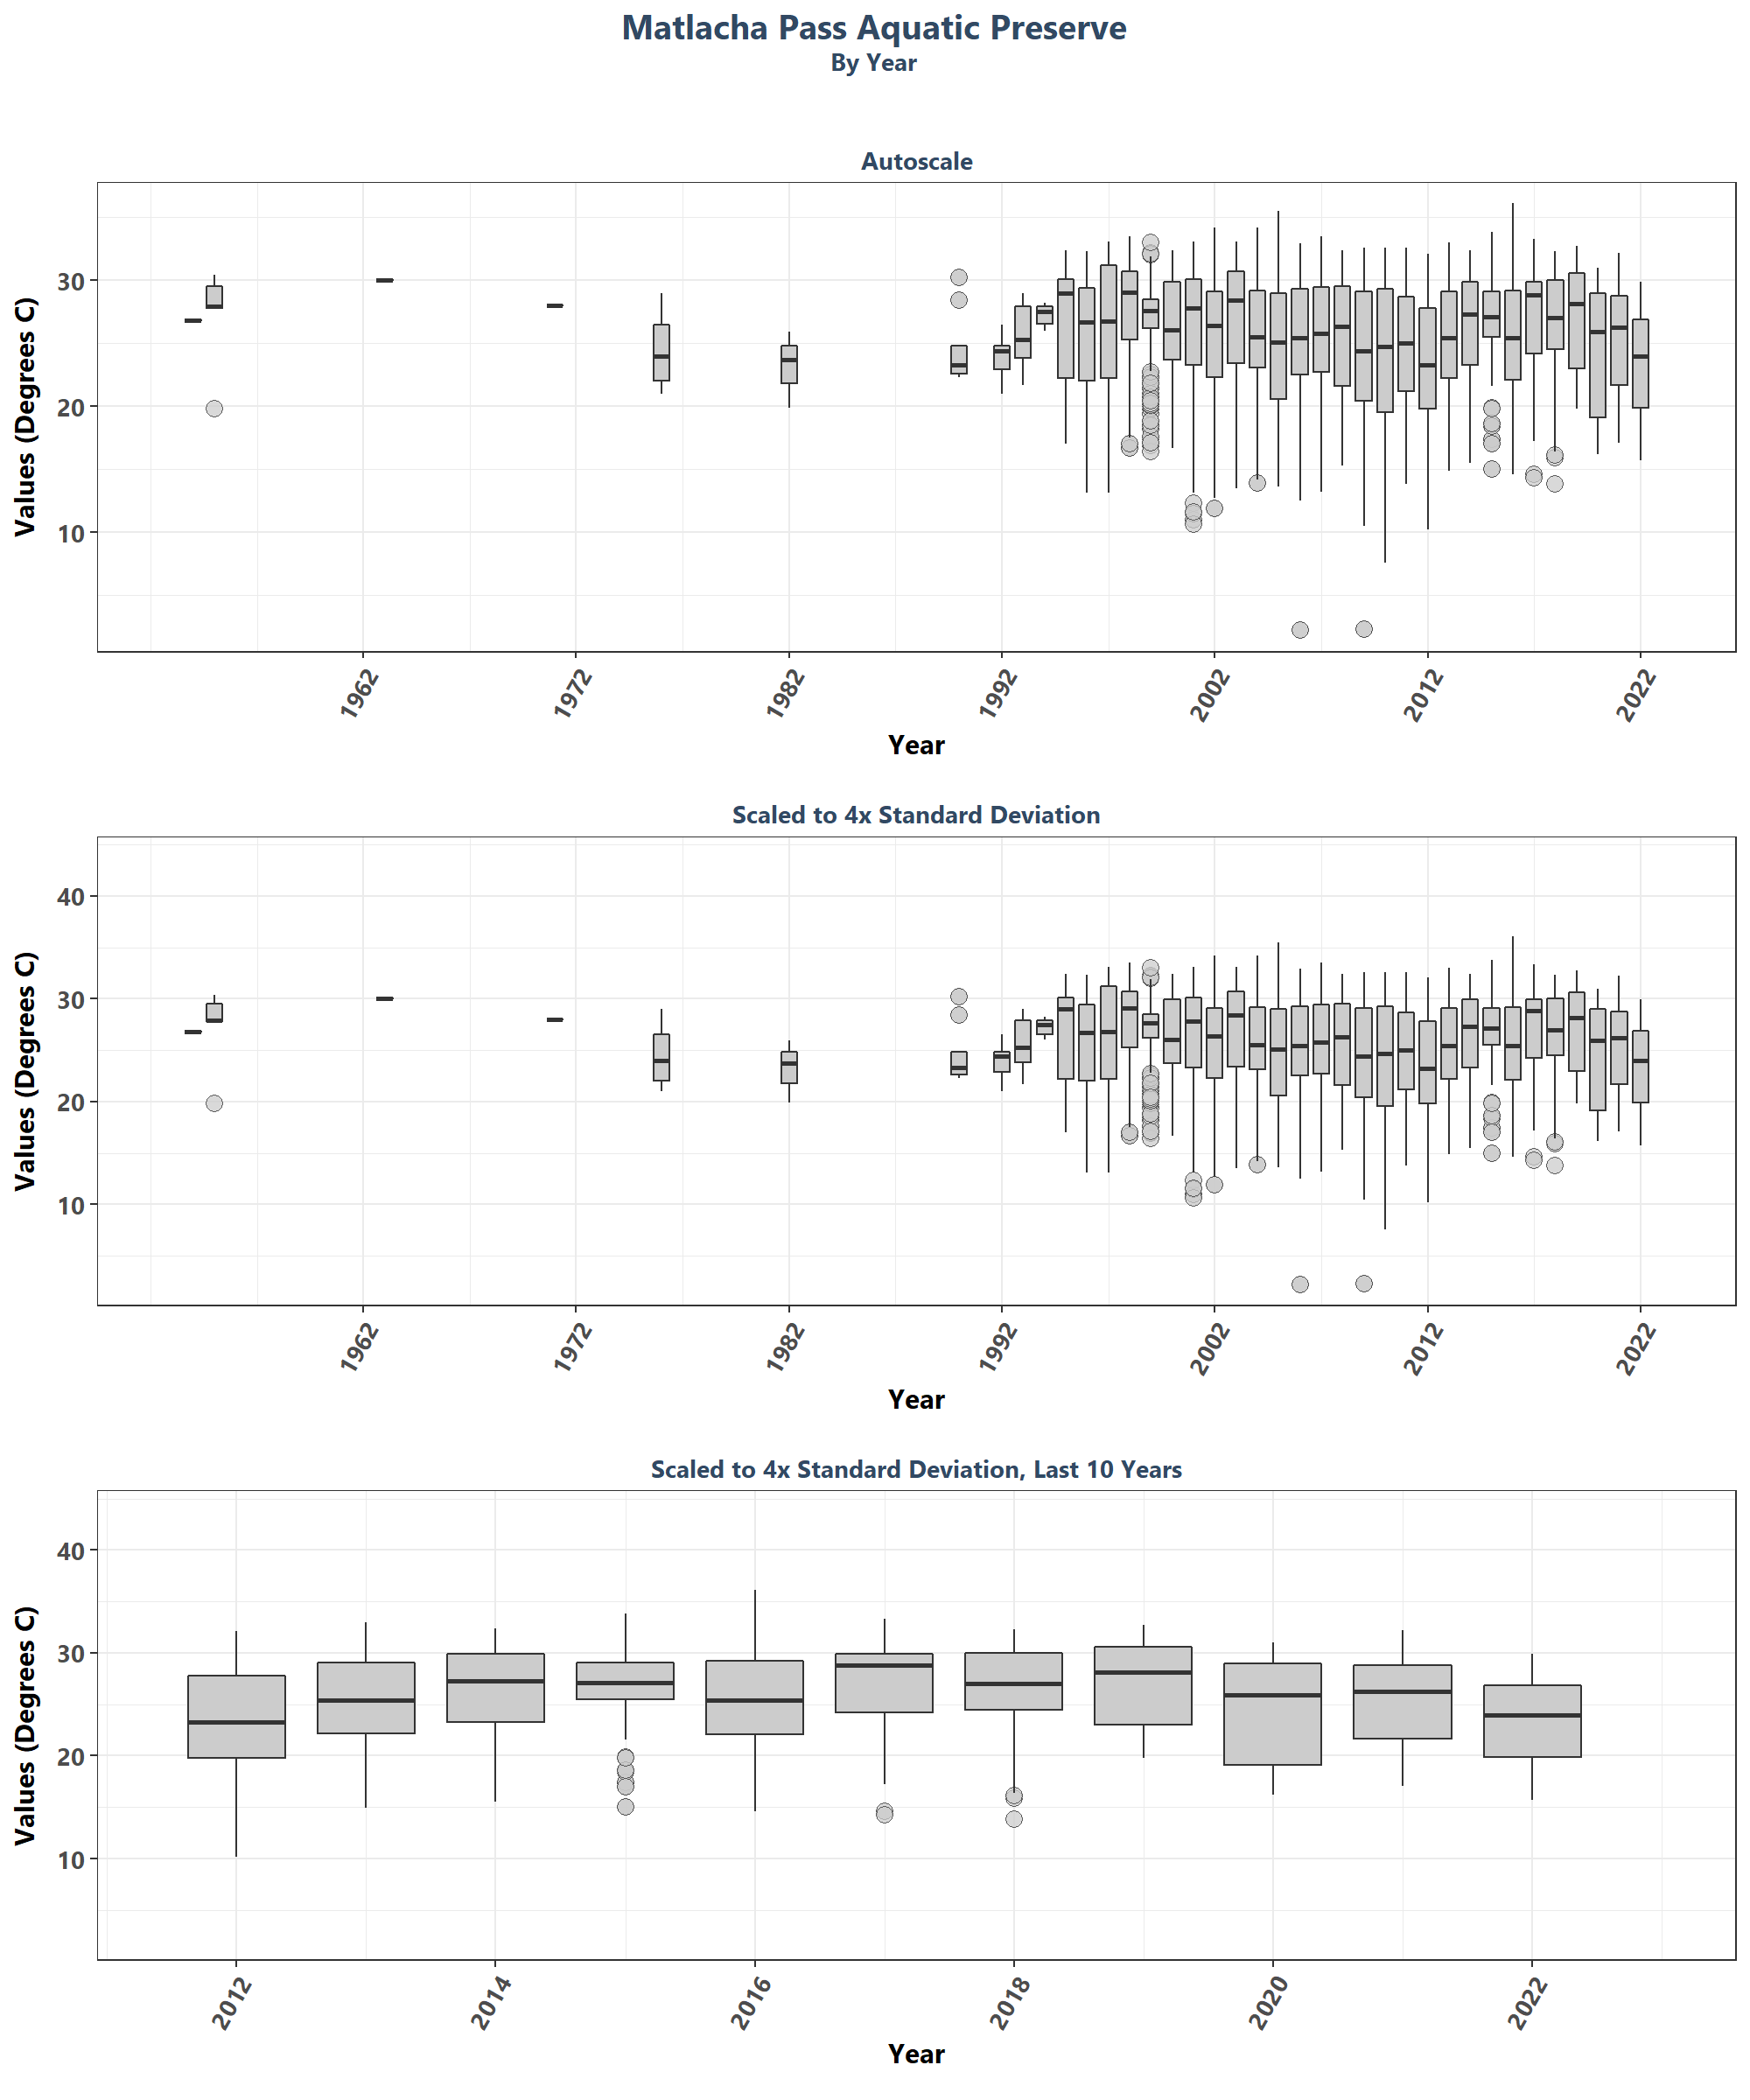 Matlacha Pass Aquatic Preserve
By Year
Autoscale
Values (Degrees C)
30
20
10
1962
1972
1982
1992
2002
2012
2022
Year
Scaled to 4x Standard Deviation
Values (Degrees C)
40
30
20
10
1962
1972
1982
1992
2002
2012
2022
Year
Scaled to 4x Standard Deviation, Last 10 Years
Values (Degrees C)
40
30
20
10
2012
2014
2016
2018
2020
2022
Year